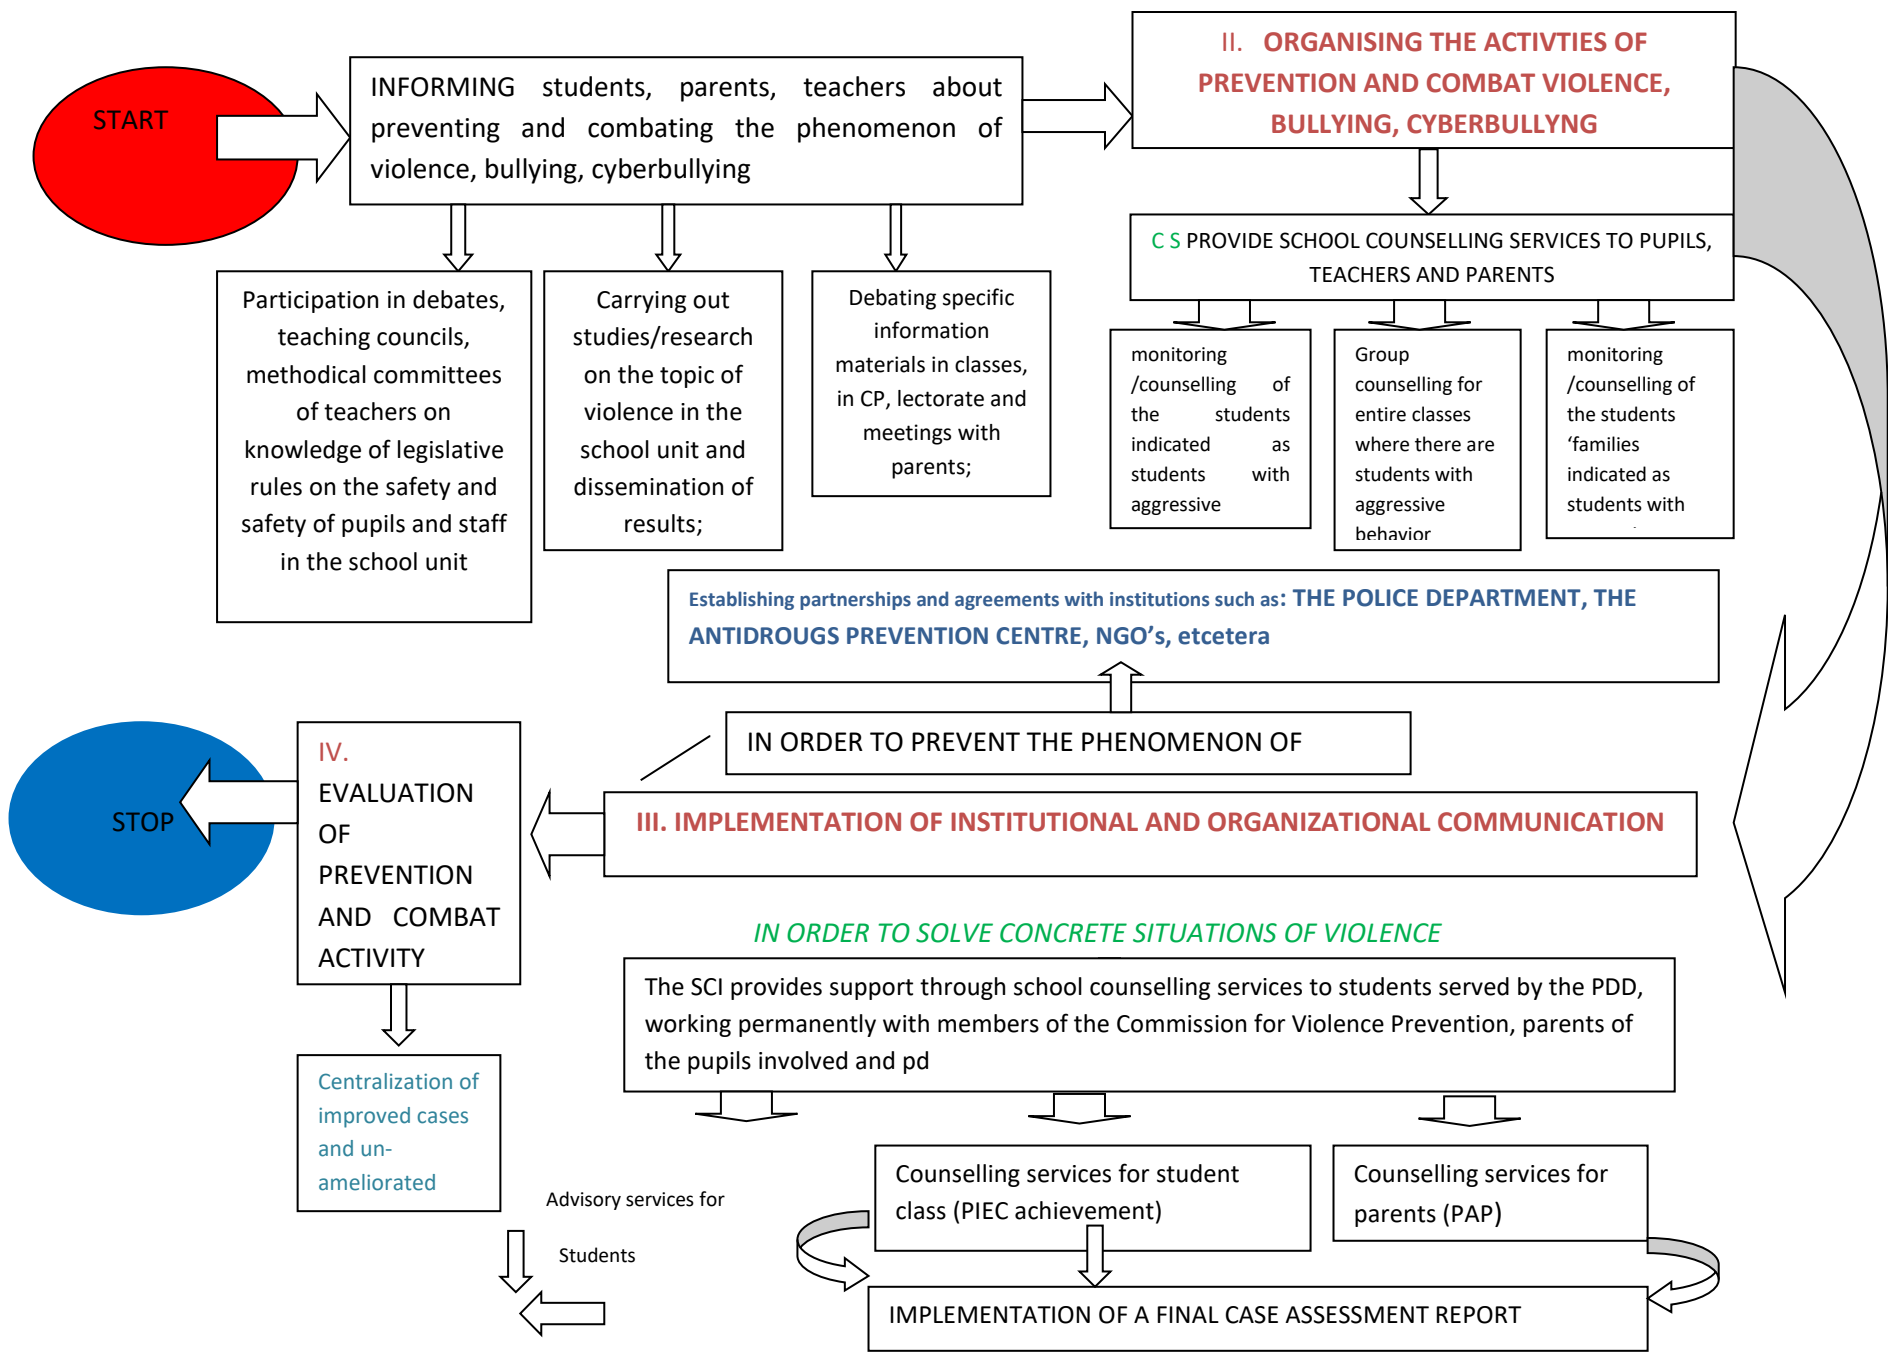 START
INFORMING students, parents, teachers about
preventing and combating the phenomenon of
violence, bullying, cyberbullying
II. ORGANISING THE ACTIVTIES OF
PREVENTION AND COMBAT VIOLENCE,
BULLYING, CYBERBULLYNG
C S PROVIDE SCHOOL COUNSELLING SERVICES TO PUPILS,
TEACHERS AND PARENTS
Participation in debates,
teaching councils,
methodical committees
of teachers on
knowledge of legislative
rules on the safety and
safety of pupils and staff
in the school unit
Carrying out
studies/research
on the topic of
violence in the
school unit and
dissemination of
results;
Debating specific
information
materials in classes,
in CP, lectorate and
meetings with
parents;
monitoring
/counselling of
the students
indicated as
students with
aggressive
Group
counselling for
entire classes
where there are
students with
aggressive
behavior
monitoring
/counselling of
the students
‘families
indicated as
students with
Establishing partnerships and agreements with institutions such as: THE POLICE DEPARTMENT, THE
ANTIDROUGS PREVENTION CENTRE, NGO’s, etcetera
IN ORDER TO PREVENT THE PHENOMENON OF
III. IMPLEMENTATION OF INSTITUTIONAL AND ORGANIZATIONAL COMMUNICATION
IV.
EVALUATION
OF
PREVENTION
AND COMBAT
ACTIVITY
STOP
IN ORDER TO SOLVE CONCRETE SITUATIONS OF VIOLENCE
The SCI provides support through school counselling services to students served by the PDD,
working permanently with members of the Commission for Violence Prevention, parents of
the pupils involved and pd
Centralization of
improved cases
and un-
ameliorated
Advisory services for
Students
Counselling services for student
class (PIEC achievement)
Counselling services for
parents (PAP)
IMPLEMENTATION OF A FINAL CASE ASSESSMENT REPORT